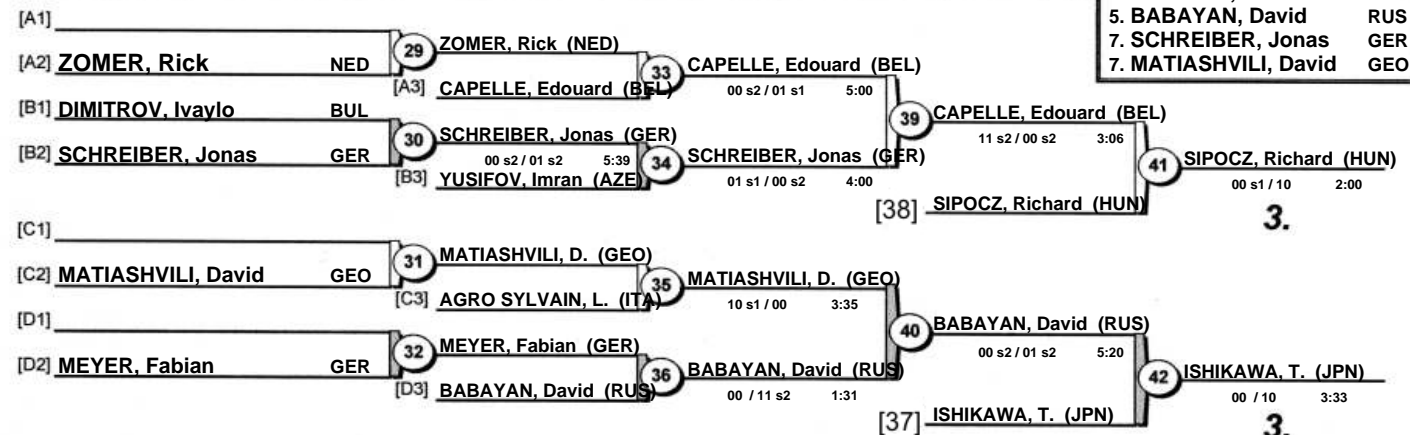 5. BABAYAN, David RUS
7. SCHREIBER, Jonas GER
7. MATIASHVILI, David GEO
[A1]
29 ZOMER, Rick (NED)
[A2] ZOMER, Rick NED
33 CAPELLE, Edouard (BEL)
[A3] CAPELLE, Edouard (BEL)
00 s2 / 01 s1 5:00
[B1] DIMITROV, Ivaylo BUL
39 CAPELLE, Edouard (BEL)
30 SCHREIBER, Jonas (GER)
11 s2 / 00 s2 3:06
[B2] SCHREIBER, Jonas GER
00 s2 / 01 s2 5:39
34 SCHREIBER, Jonas (GER)
41 SIPOCZ, Richard (HUN)
[B3] YUSIFOV, Imran (AZE)
01 s1 / 00 s2 4:00
00 s1 / 10 2:00
[38] SIPOCZ, Richard (HUN)
3.
[C1]
31 MATIASHVILI, D. (GEO)
[C2] MATIASHVILI, David GEO
35 MATIASHVILI, D. (GEO)
[C3] AGRO SYLVAIN, L. (ITA)
10 s1 / 00 3:35
[D1]
40 BABAYAN, David (RUS)
32 MEYER, Fabian (GER)
00 s2 / 01 s2 5:20
[D2] MEYER, Fabian GER
36 BABAYAN, David (RUS)
42 ISHIKAWA, T. (JPN)
[D3] BABAYAN, David (RUS)
00 / 11 s2 1:31
00 / 10 3:33
[37] ISHIKAWA, T. (JPN)
3.